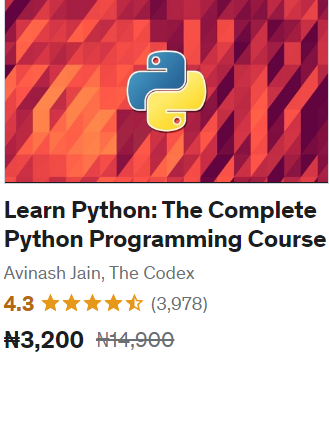 Learn Python: The Complete
Python Programming Course
Avinash Jain, The Codex
4.3 (3,978)
₦3,200 ₦14,900